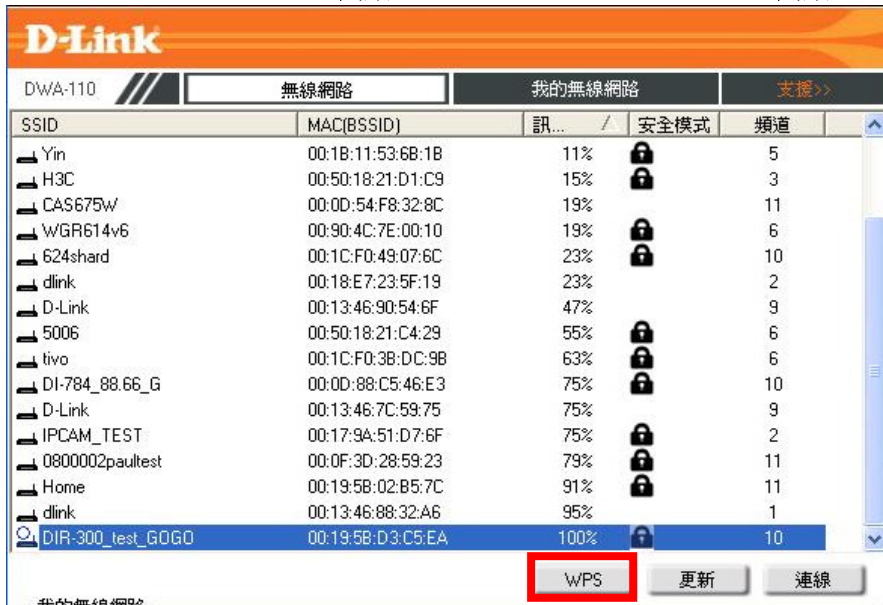 D-Link
DWA-110 無線網路 我的無線網路 支援>>
SSID MAC(BSSID) 訊... 安全模式 頻道
Yin 00:1B:11:53:6B:1B 11% 5
H3C 00:50:18:21:D1:C9 15% 3
CAS675W 00:0D:54:F8:32:8C 19% 11
WGR614v6 00:90:4C:7E:00:10 19% 6
624shard 00:1C:F0:49:07:6C 23% 10
dlink 00:18:E7:23:5F:19 23% 2
D-Link 00:13:46:90:54:6F 47% 9
5006 00:50:18:21:C4:29 55% 6
tivo 00:1C:F0:3B:DC:9B 63% 6
DI-784_88.66_G 00:0D:88:C5:46:E3 75% 10
D-Link 00:13:46:7C:59:75 75% 9
IPCAM_TEST 00:17:9A:51:D7:6F 75% 2
0800002paultest 00:0F:3D:28:59:23 79% 11
Home 00:19:5B:02:B5:7C 91% 11
dlink 00:13:46:88:32:A6 95% 1
DIR-300_test_GOGO 00:19:5B:D3:C5:EA 100% 10
WPS 更新 連線
我的無線網路